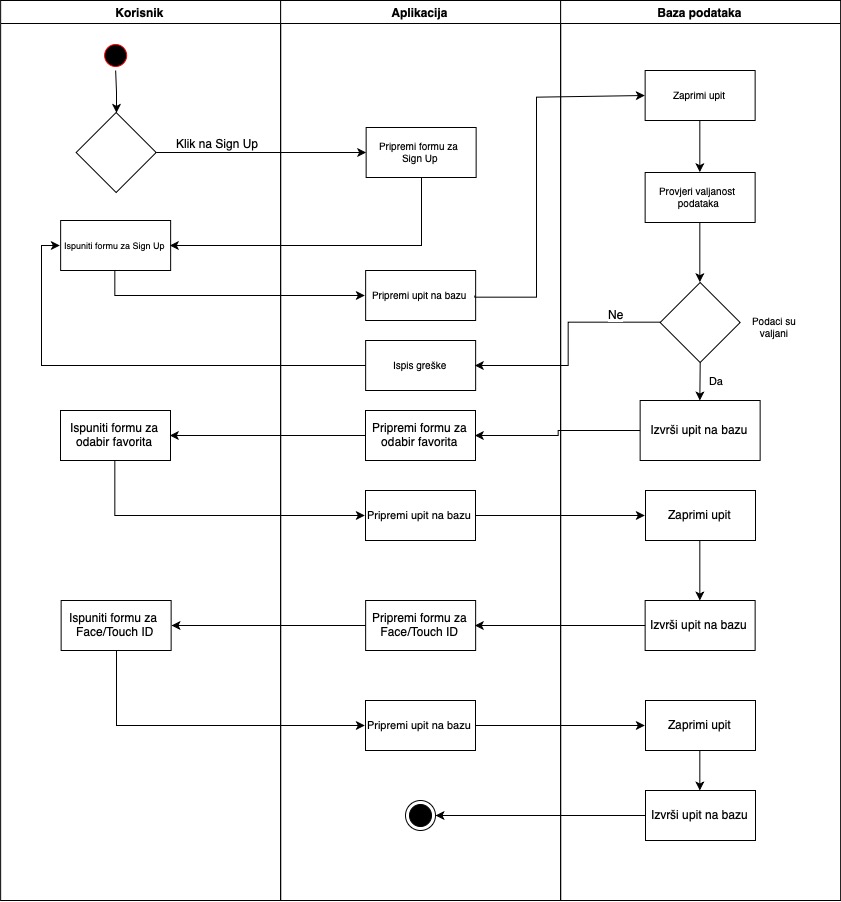 Korisnik
Aplikacija
Baza podataka
Zaprimi upit
Klik na Sign Up
Pripremi formu za
Sign Up
Provjeri valjanost
podataka
Ispuniti formu za Sign Up
Pripremi upit na bazu
Ne
Podaci su
valjani
Ispis greške
Da
Ispuniti formu za
odabir favorita
Pripremi formu za
odabir favorita
Izvrši upit na bazu
Pripremi upit na bazu
Zaprimi upit
Ispuniti formu za
Face/Touch ID
Pripremi formu za
Face/Touch ID
Izvrši upit na bazu
Pripremi upit na bazu
Zaprimi upit
Izvrši upit na bazu